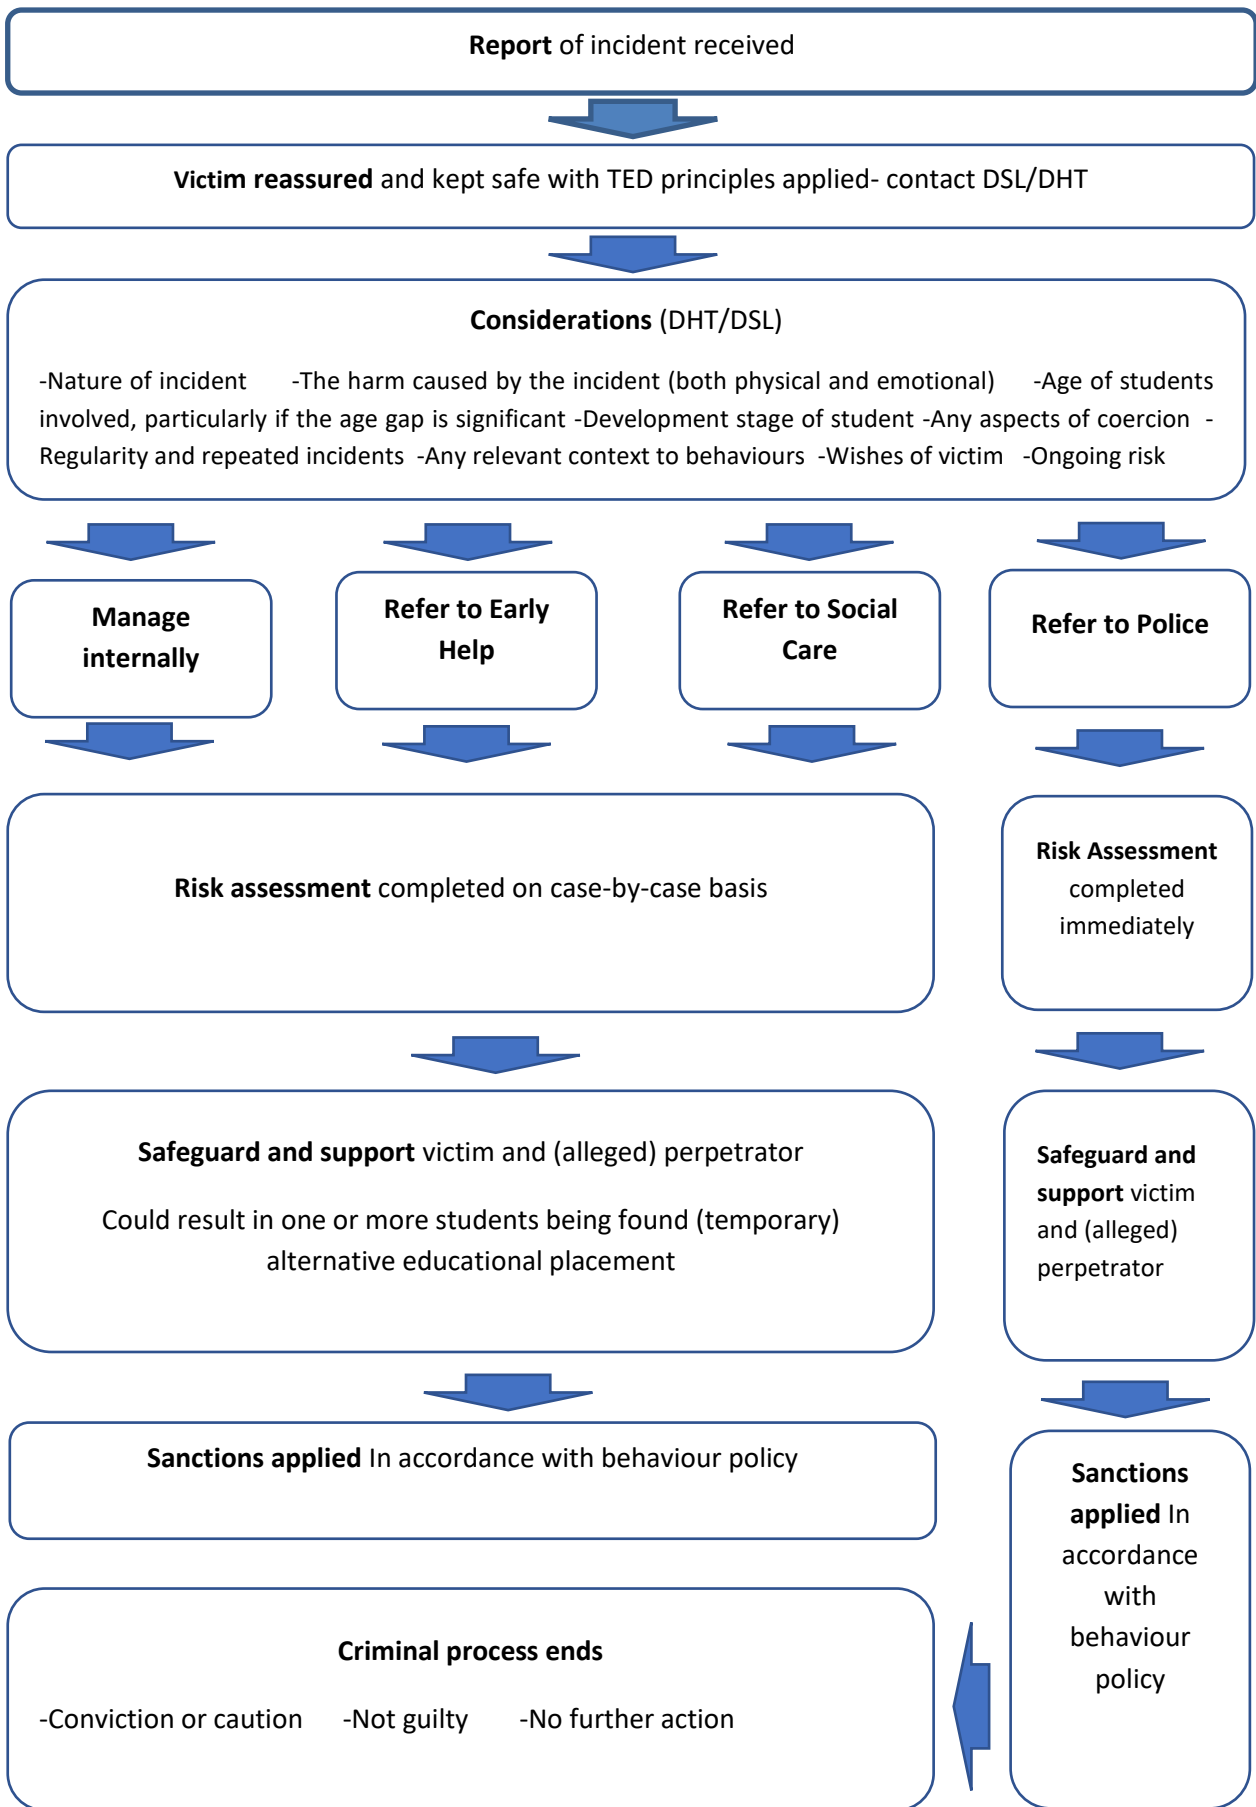 Report of incident received
Victim reassured and kept safe with TED principles applied- contact DSL/DHT
Considerations (DHT/DSL)
-Nature of incident -The harm caused by the incident (both physical and emotional) -Age of students
involved, particularly if the age gap is significant -Development stage of student -Any aspects of coercion -
Regularity and repeated incidents -Any relevant context to behaviours -Wishes of victim -Ongoing risk
Manage
internally
Refer to Early
Help
Refer to Social
Care
Refer to Police
Risk assessment completed on case-by-case basis
Risk Assessment
completed
immediately
Safeguard and support victim and (alleged) perpetrator
Could result in one or more students being found (temporary)
alternative educational placement
Safeguard and
support victim
and (alleged)
perpetrator
Sanctions applied In accordance with behaviour policy
Sanctions
applied In
accordance
with
behaviour
policy
Criminal process ends
-Conviction or caution -Not guilty -No further action